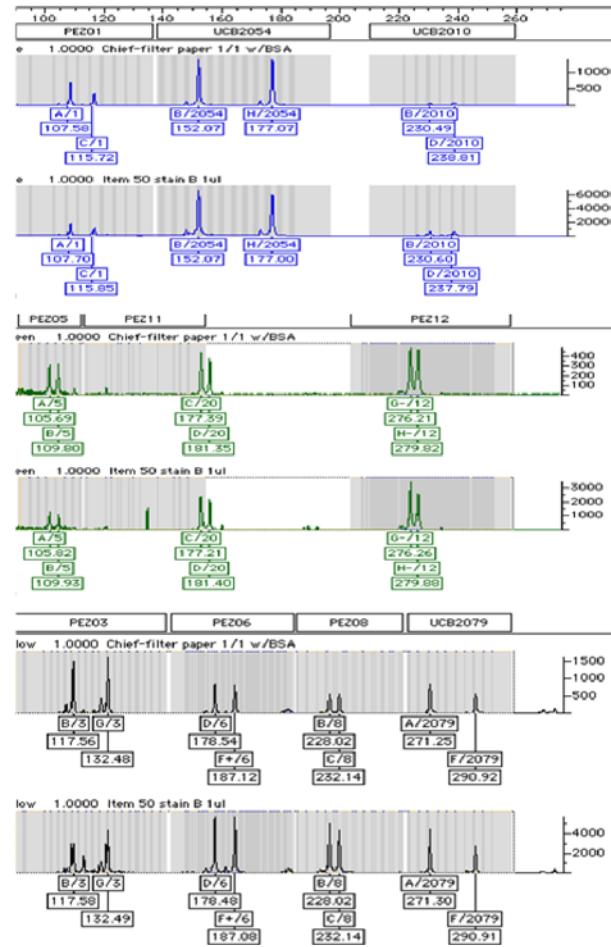 100 120 140 160 180 200 220 240 260
PEZ01 UCB2054 UCB2010
e 1.0000 Chief-filter paper 1/1 w/BSA
1000
500
A/1 B/2054 H/2054 B/2010
107.58 152.07 177.07 230.49
C/1 D/2010
115.72 238.81
e 1.0000 Item 50 stain B 1ul
6000
4000
2000
A/1 B/2054 H/2054 B/2010
107.70 152.07 177.00 230.60
C/1 D/2010
115.85 237.79
PEZ05 PEZ11 PEZ12
een 1.0000 Chief-filter paper 1/1 w/BSA
400
300
200
100
A/5 C/20 G-/12
105.69 177.39 276.21
B/5 D/20 H-/12
109.80 181.35 279.82
een 1.0000 Item 50 stain B 1ul
3000
2000
1000
A/5 C/20 G-/12
105.82 177.21 276.26
B/5 D/20 H-/12
109.93 181.40 279.88
PEZ03 PEZ06 PEZ08 UCB2079
low 1.0000 Chief-filter paper 1/1 w/BSA
1500
1000
500
B/3 G/3 D/6 B/8 A/2079
117.56 132.48 178.54 228.02 271.25
F+/6 C/8 F/2079
187.12 232.14 290.92
low 1.0000 Item 50 stain B 1ul
4000
2000
B/3 G/3 D/6 B/8 A/2079
117.58 132.49 178.48 228.02 271.30
F+/6 C/8 F/2079
187.08 232.14 290.91